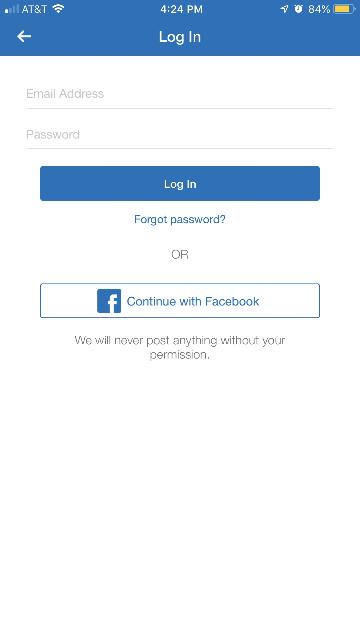 AT&T 4:24 PM 84%
Log In
Email Address
Password
Log In
Forgot password?
OR
f Continue with Facebook
We will never post anything without your
permission.